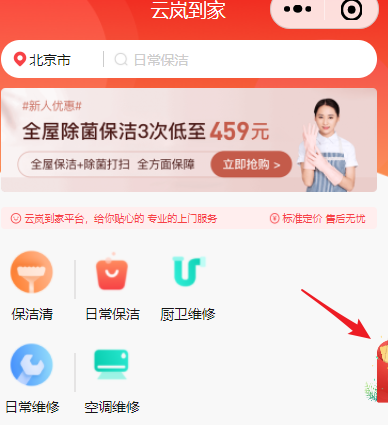 云岚到家
北京市 日常保洁
#新人优惠#
全屋除菌保洁3次低至 459元
全屋保洁+除菌打扫 全方面保障 立即抢购 >
云岚到家平台，给你贴心的 专业的上门服务 标准定价 售后无忧
保洁清 日常保洁 厨卫维修
日常维修 空调维修